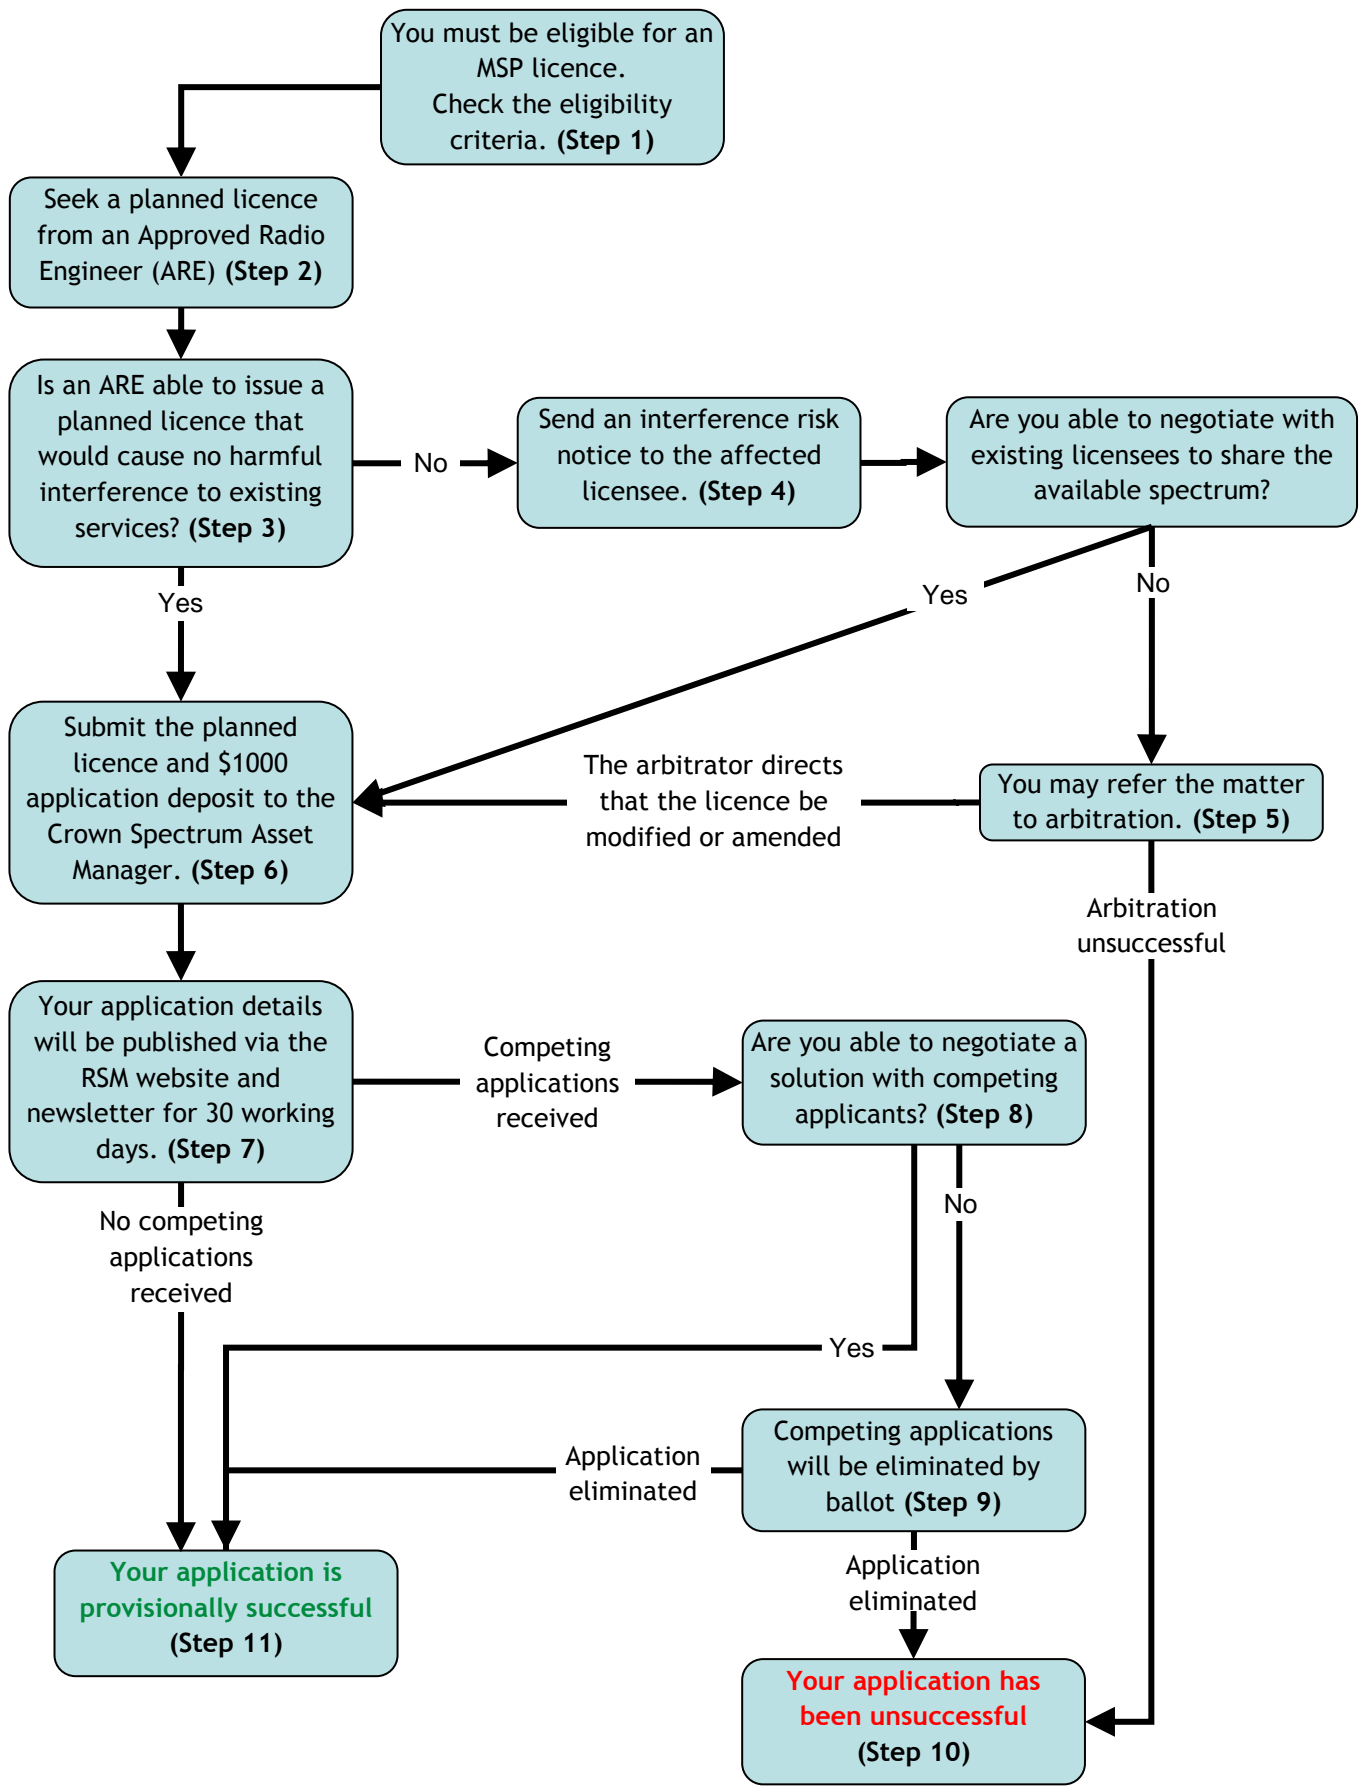 You must be eligible for an
MSP licence.
Check the eligibility
criteria. (Step 1)
Seek a planned licence
from an Approved Radio
Engineer (ARE) (Step 2)
Is an ARE able to issue a
planned licence that
would cause no harmful
interference to existing
services? (Step 3)
No
Send an interference risk
notice to the affected
licensee. (Step 4)
Are you able to negotiate with
existing licensees to share the
available spectrum?
Yes
Yes
No
Submit the planned
licence and $1000
application deposit to the
Crown Spectrum Asset
Manager. (Step 6)
The arbitrator directs
that the licence be
modified or amended
You may refer the matter
to arbitration. (Step 5)
Arbitration
unsuccessful
Your application details
will be published via the
RSM website and
newsletter for 30 working
days. (Step 7)
Competing
applications
received
Are you able to negotiate a
solution with competing
applicants? (Step 8)
No competing
applications
received
No
Yes
Application
eliminated
Competing applications
will be eliminated by
ballot (Step 9)
Application
eliminated
Your application is
provisionally successful
(Step 11)
Your application has
been unsuccessful
(Step 10)